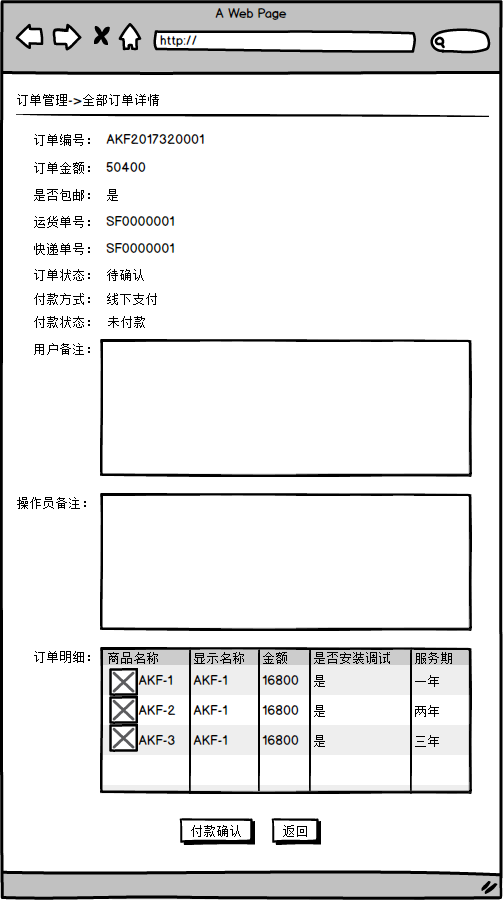 A Web Page
http://
订单管理->全部订单详情
订单编号： AKF2017320001
订单金额： 50400
是否包邮： 是
运货单号： SF0000001
快递单号： SF0000001
订单状态： 待确认
付款方式： 线下支付
付款状态： 未付款
用户备注：
操作员备注：
订单明细：
商品名称 显示名称 金额 是否安装调试 服务期
AKF-1 AKF-1 16800 是 一年
AKF-2 AKF-1 16800 是 两年
AKF-3 AKF-1 16800 是 三年
付款确认 返回